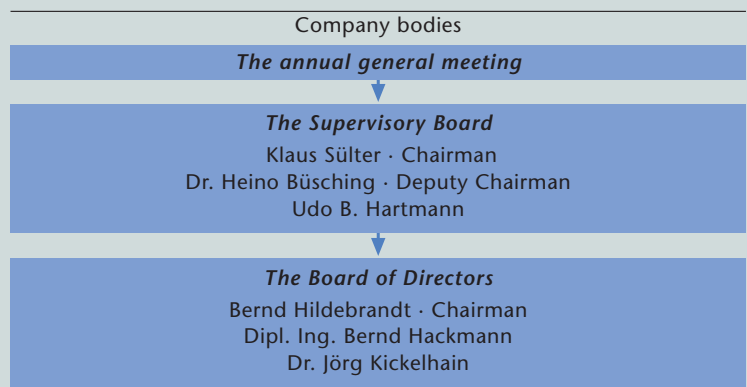 Company bodies
The annual general meeting
The Supervisory Board
Klaus Sülter · Chairman
Dr. Heino Büsching · Deputy Chairman
Udo B. Hartmann
The Board of Directors
Bernd Hildebrandt · Chairman
Dipl. Ing. Bernd Hackmann
Dr. Jörg Kickelhain